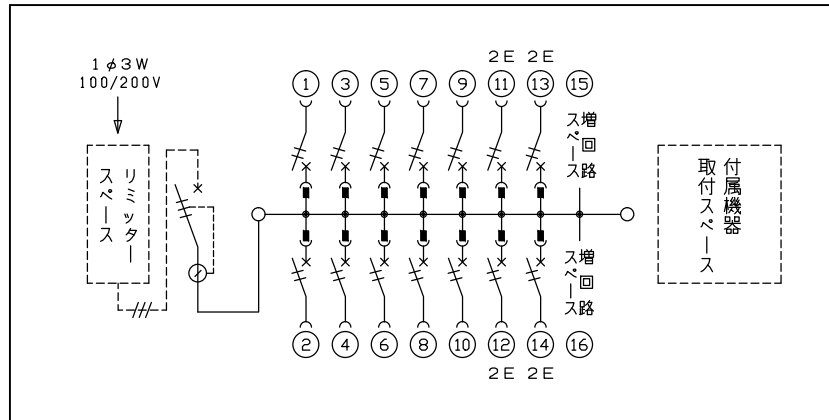 1φ3W
100/200V
リミッター
スペース
2E 2E
1 3 5 7 9 11 13 15
増回路
スペース
付属機器
取付スペース
増回路
スペース
2 4 6 8 10 12 14 16
2E 2E